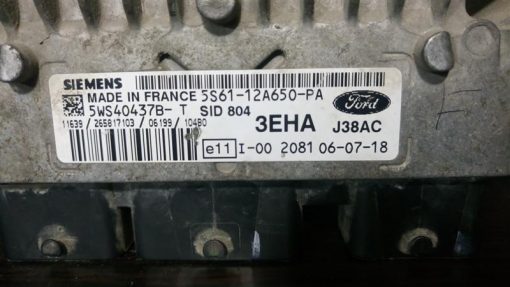 SIEMENS
MADE IN FRANCE 5S61-12A650-PA
5WS40437B- T SID 804
11639 / 265817103 / 06199 / 10480
Ford
3EHA J38AC
e11 I-00 2081 06-07-18
F